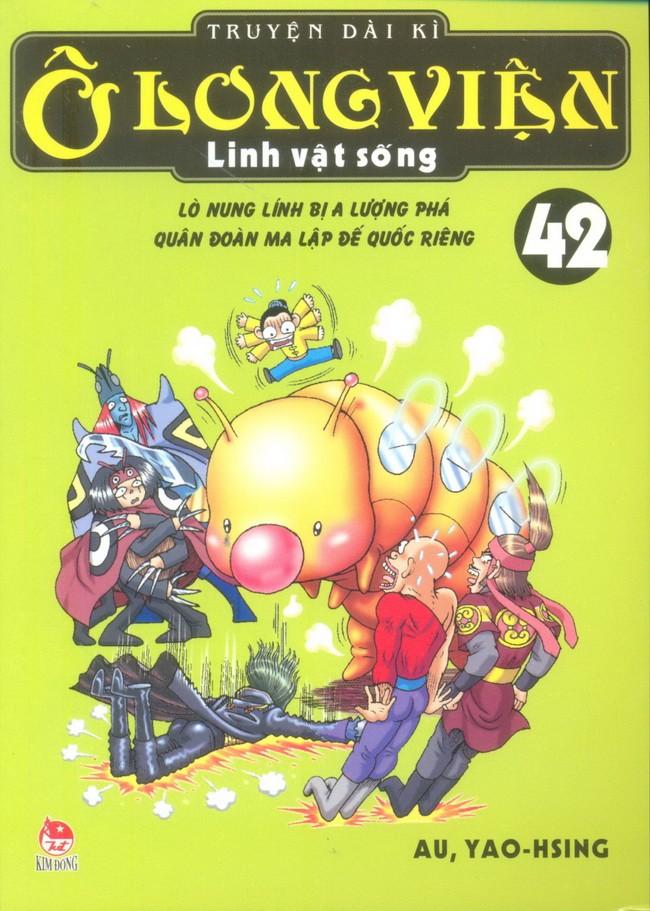 TRUYỆN DÀI KÌ
Ô LONG VIỆN
Linh vật sống
LÒ NUNG LÍNH BỊ A LƯỢNG PHÁ
QUÂN ĐOÀN MA LẬP ĐẾ QUỐC RIÊNG
42
KIM ĐỒNG
AU, YAO-HSING